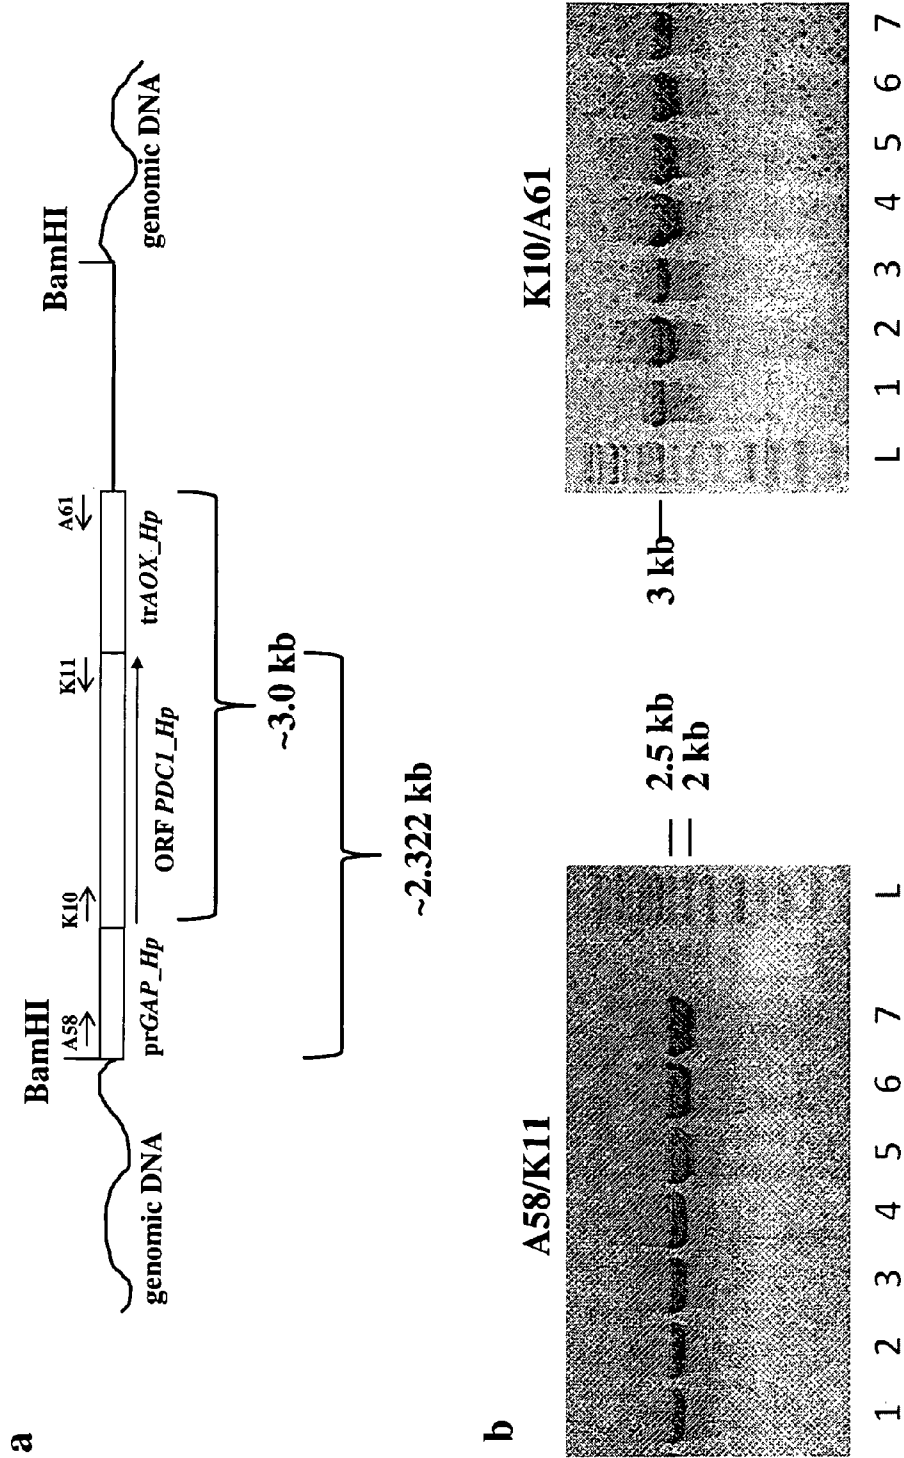 a
BamHI
BamHI
A58
K10
K11
A61
prGAP_Hp
ORF PDC1_Hp
trAOX_Hp
genomic DNA
genomic DNA
~3.0 kb
~2.322 kb
b
A58/K11
K10/A61
2.5 kb
2 kb
3 kb
1 2 3 4 5 6 7 L
L 1 2 3 4 5 6 7